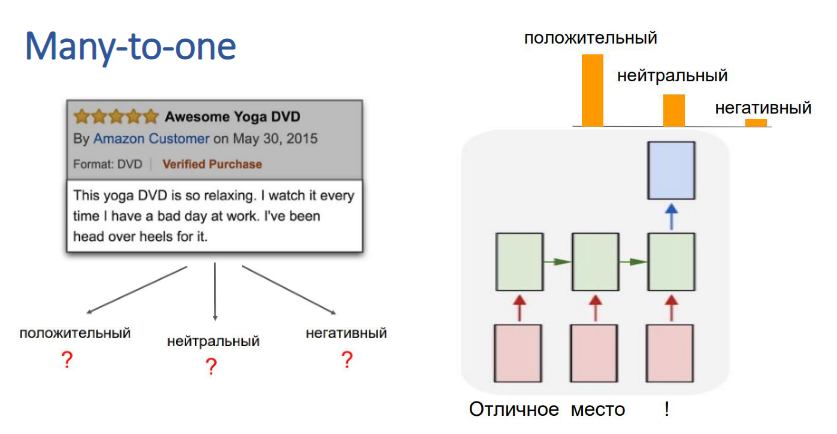 Many-to-one
Awesome Yoga DVD
By Amazon Customer on May 30, 2015
Format: DVD | Verified Purchase
This yoga DVD is so relaxing. I watch it every
time I have a bad day at work. I've been
head over heels for it.
положительный
нейтральный
негативный
?
?
?
положительный
нейтральный
негативный
Отличное место !